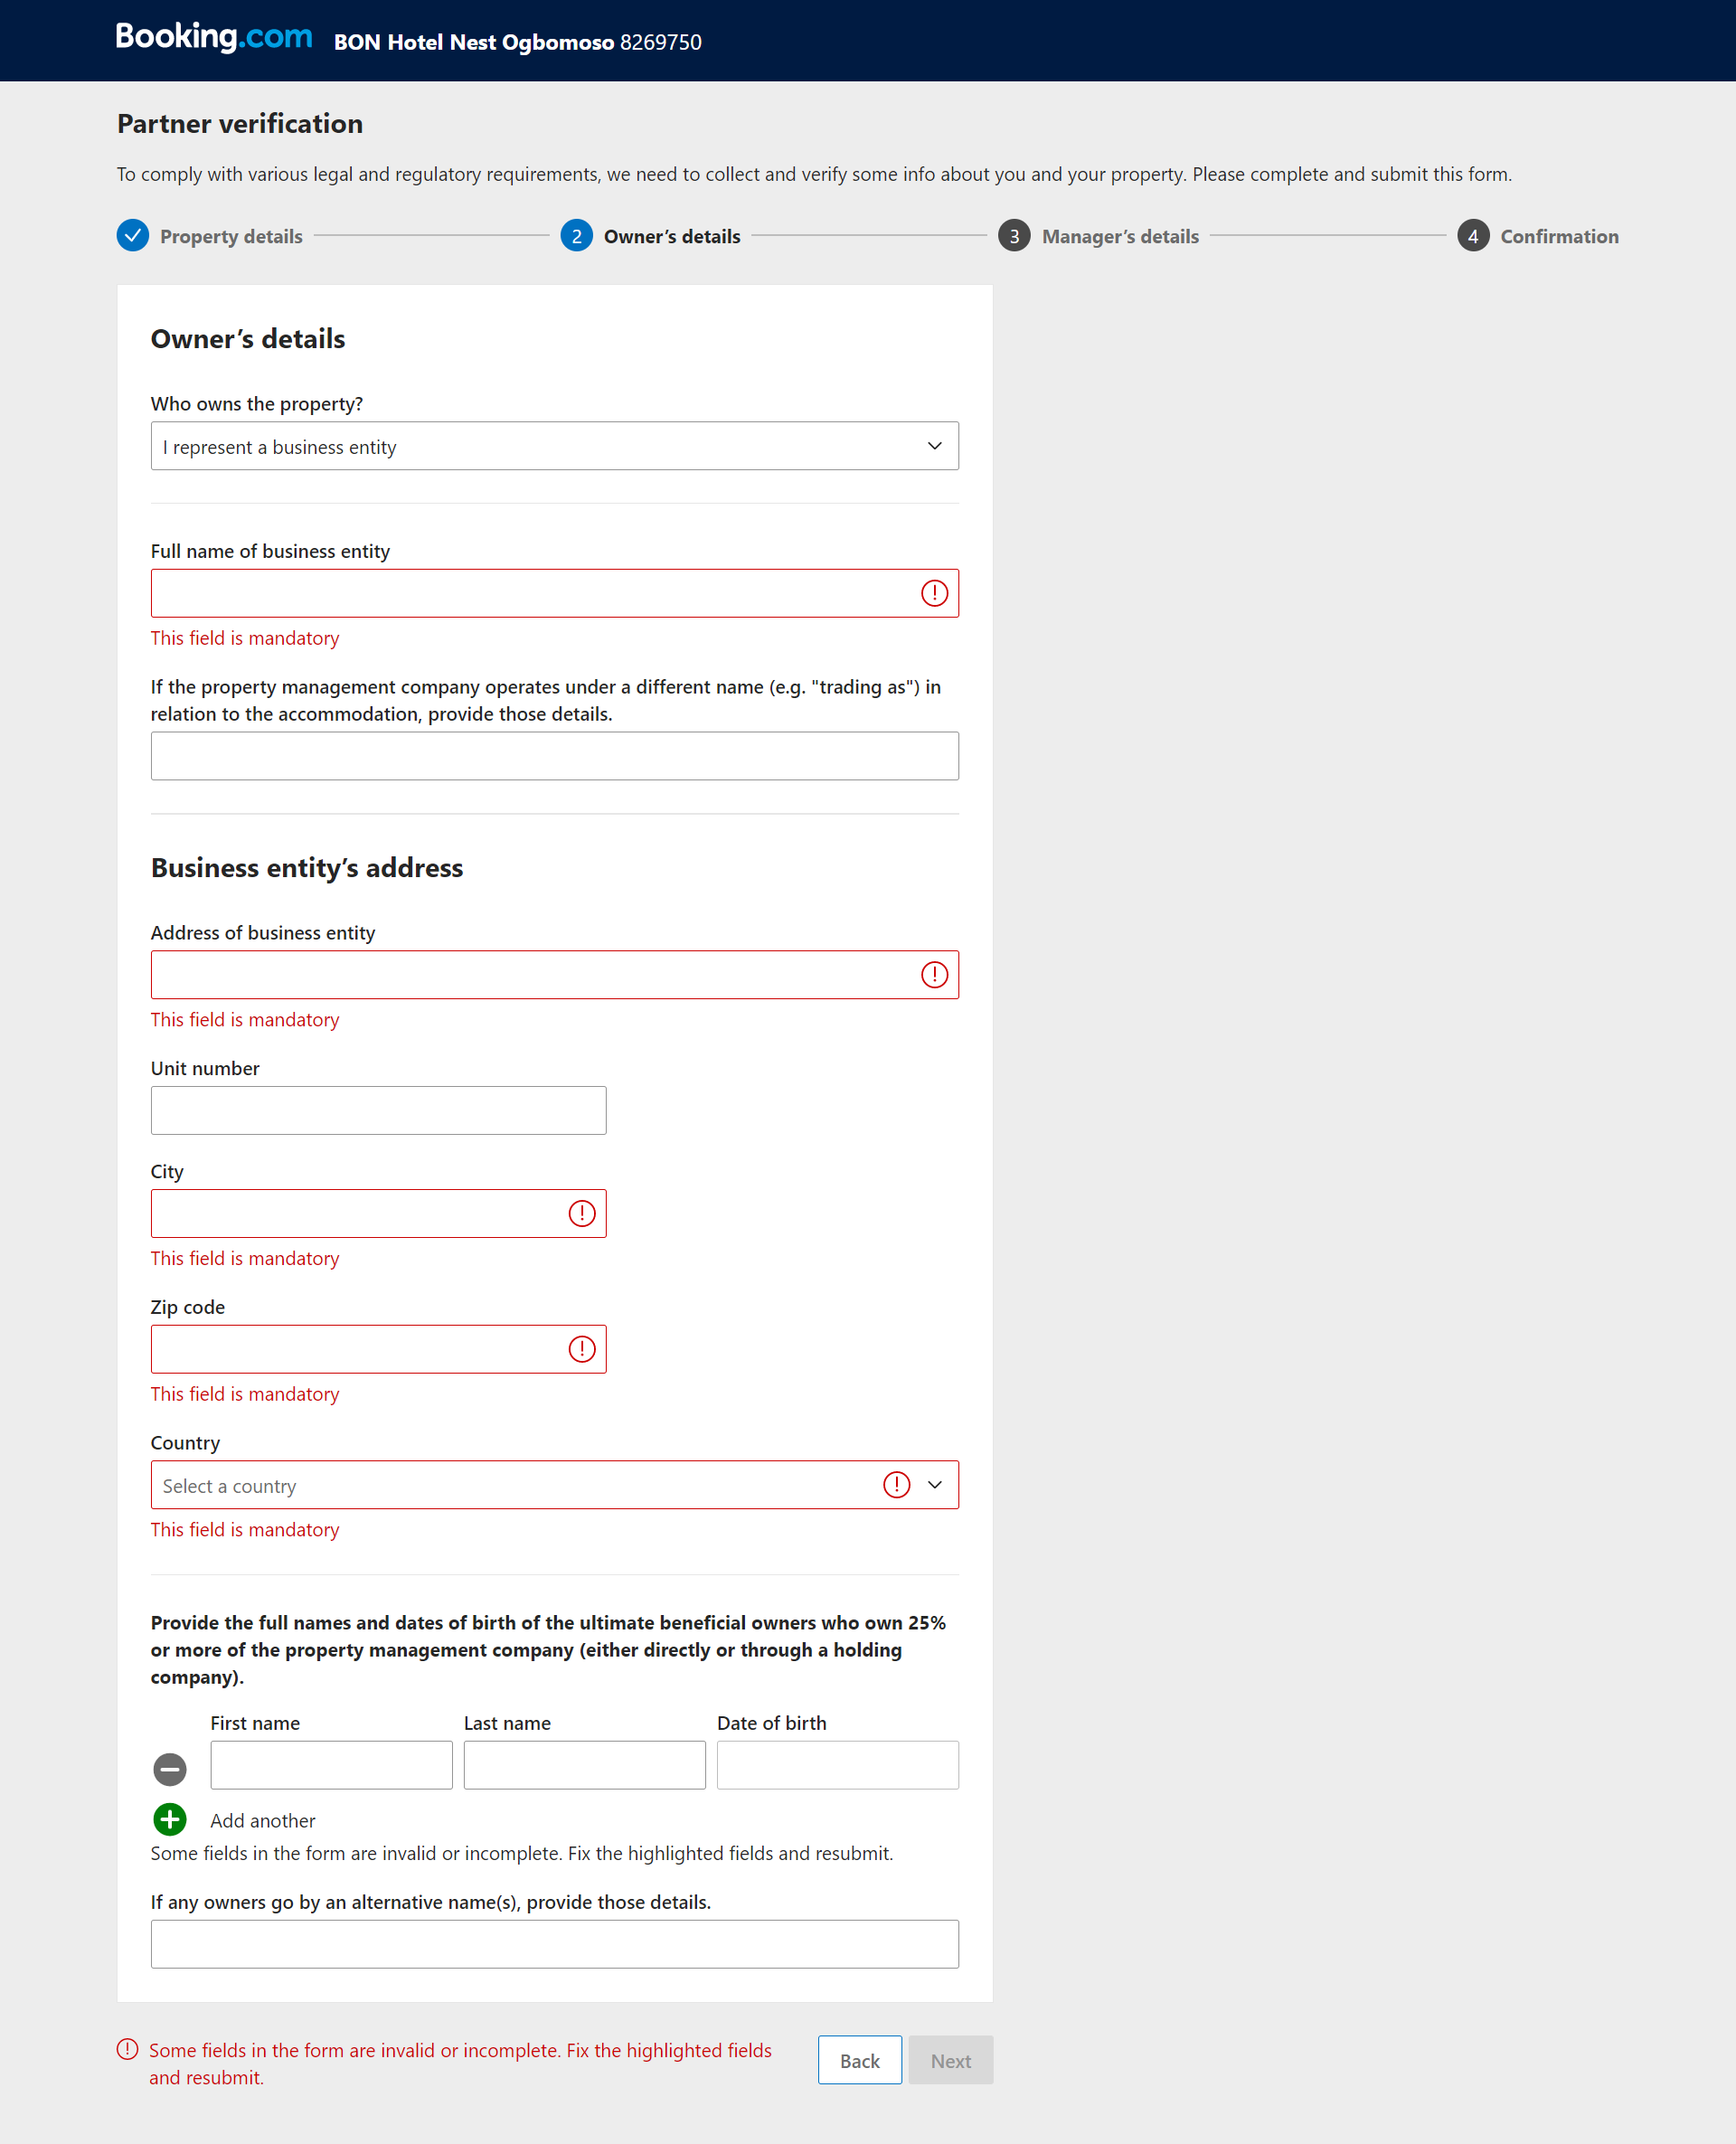 Booking.com BON Hotel Nest Ogbomoso 8269750
Partner verification
To comply with various legal and regulatory requirements, we need to collect and verify some info about you and your property. Please complete and submit this form.
Property details 2 Owner’s details 3 Manager’s details 4 Confirmation
Owner’s details
Who owns the property?
I represent a business entity
Full name of business entity
This field is mandatory
If the property management company operates under a different name (e.g. "trading as") in
relation to the accommodation, provide those details.
Business entity’s address
Address of business entity
This field is mandatory
Unit number
City
This field is mandatory
Zip code
This field is mandatory
Country
Select a country
This field is mandatory
Provide the full names and dates of birth of the ultimate beneficial owners who own 25%
or more of the property management company (either directly or through a holding
company).
First name Last name Date of birth
Add another
Some fields in the form are invalid or incomplete. Fix the highlighted fields and resubmit.
If any owners go by an alternative name(s), provide those details.
Some fields in the form are invalid or incomplete. Fix the highlighted fields
and resubmit.
Back Next